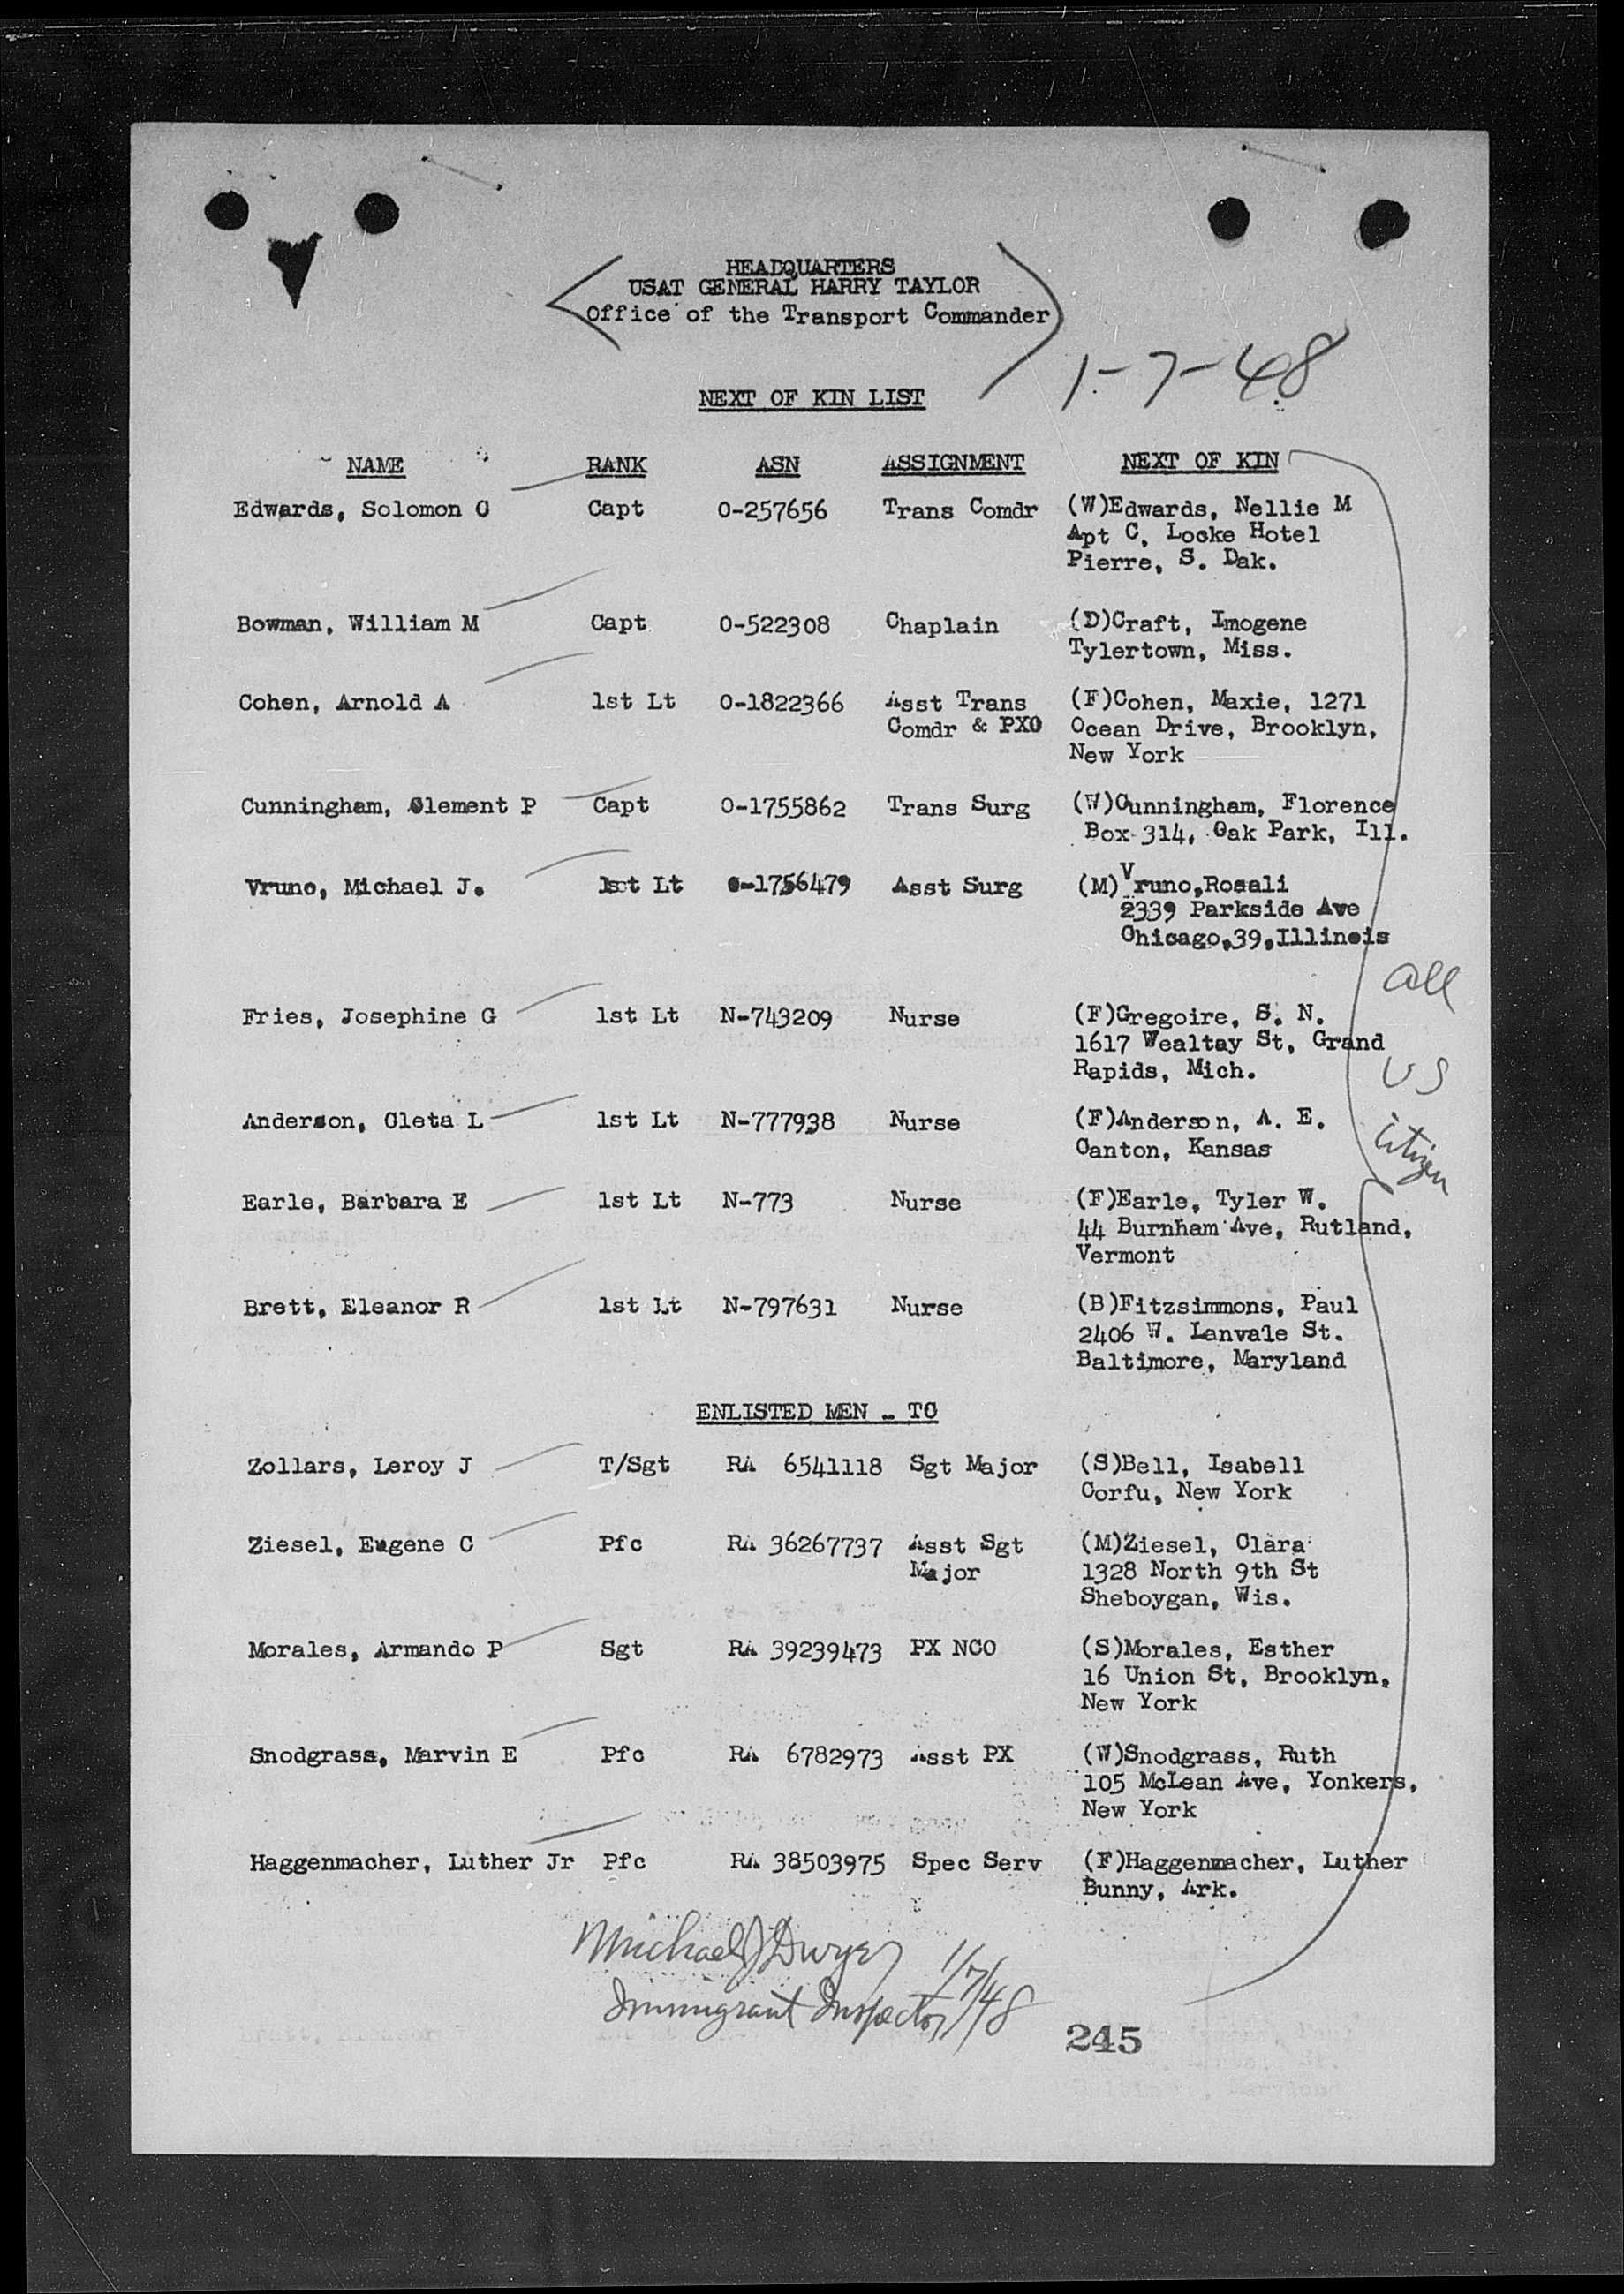 HEADQUARTERS
USAT GENERAL HARRY TAYLOR
Office of the Transport Commander
1-7-48
NEXT OF KIN LIST
NAME RANK ASN ASSIGNMENT NEXT OF KIN
Edwards, Solomon O Capt O-257656 Trans Comdr (W)Edwards, Nellie M
Apt C, Locke Hotel
Pierre, S. Dak.
Bowman, William M Capt O-522308 Chaplain (D)Craft, Imogene
Tylertown, Miss.
Cohen, Arnold A 1st Lt O-1822366 Asst Trans (F)Cohen, Maxie, 1271
Comdr & PXO Ocean Drive, Brooklyn,
New York
Cunningham, Clement P Capt O-1755862 Trans Surg (W)Cunningham, Florence
Box 314, Oak Park, Ill.
Vruno, Michael J. 1st Lt O-1756479 Asst Surg (M)Vruno,Rosali
2339 Parkside Ave
Chicago,39,Illinois
all
Fries, Josephine G 1st Lt N-743209 Nurse (F)Gregoire, S. N.
1617 Wealtay St, Grand
Rapids, Mich.
US
Anderson, Cleta L 1st Lt N-777938 Nurse (F)Anderson, A. E.
Canton, Kansas
citizen
Earle, Barbara E 1st Lt N-773 Nurse (F)Earle, Tyler W.
44 Burnham Ave, Rutland,
Vermont
Brett, Eleanor R 1st Lt N-797631 Nurse (B)Fitzsimmons, Paul
2406 W. Lanvale St.
Baltimore, Maryland
ENLISTED MEN - TC
Zollars, Leroy J T/Sgt RA 6541118 Sgt Major (S)Bell, Isabell
Corfu, New York
Ziesel, Eugene C Pfc RA 36267737 Asst Sgt (M)Ziesel, Clara
Major 1328 North 9th St
Sheboygan, Wis.
Morales, Armando P Sgt RA 39239473 PX NCO (S)Morales, Esther
16 Union St, Brooklyn,
New York
Snodgrass, Marvin E Pfc RA 6782973 Asst PX (W)Snodgrass, Ruth
105 McLean Ave, Yonkers,
New York
Haggenmacher, Luther Jr Pfc RA 38503975 Spec Serv (F)Haggenmacher, Luther
Bunny, Ark.
Michael J Dwyer 1/7/48
Immigrant Inspector
245